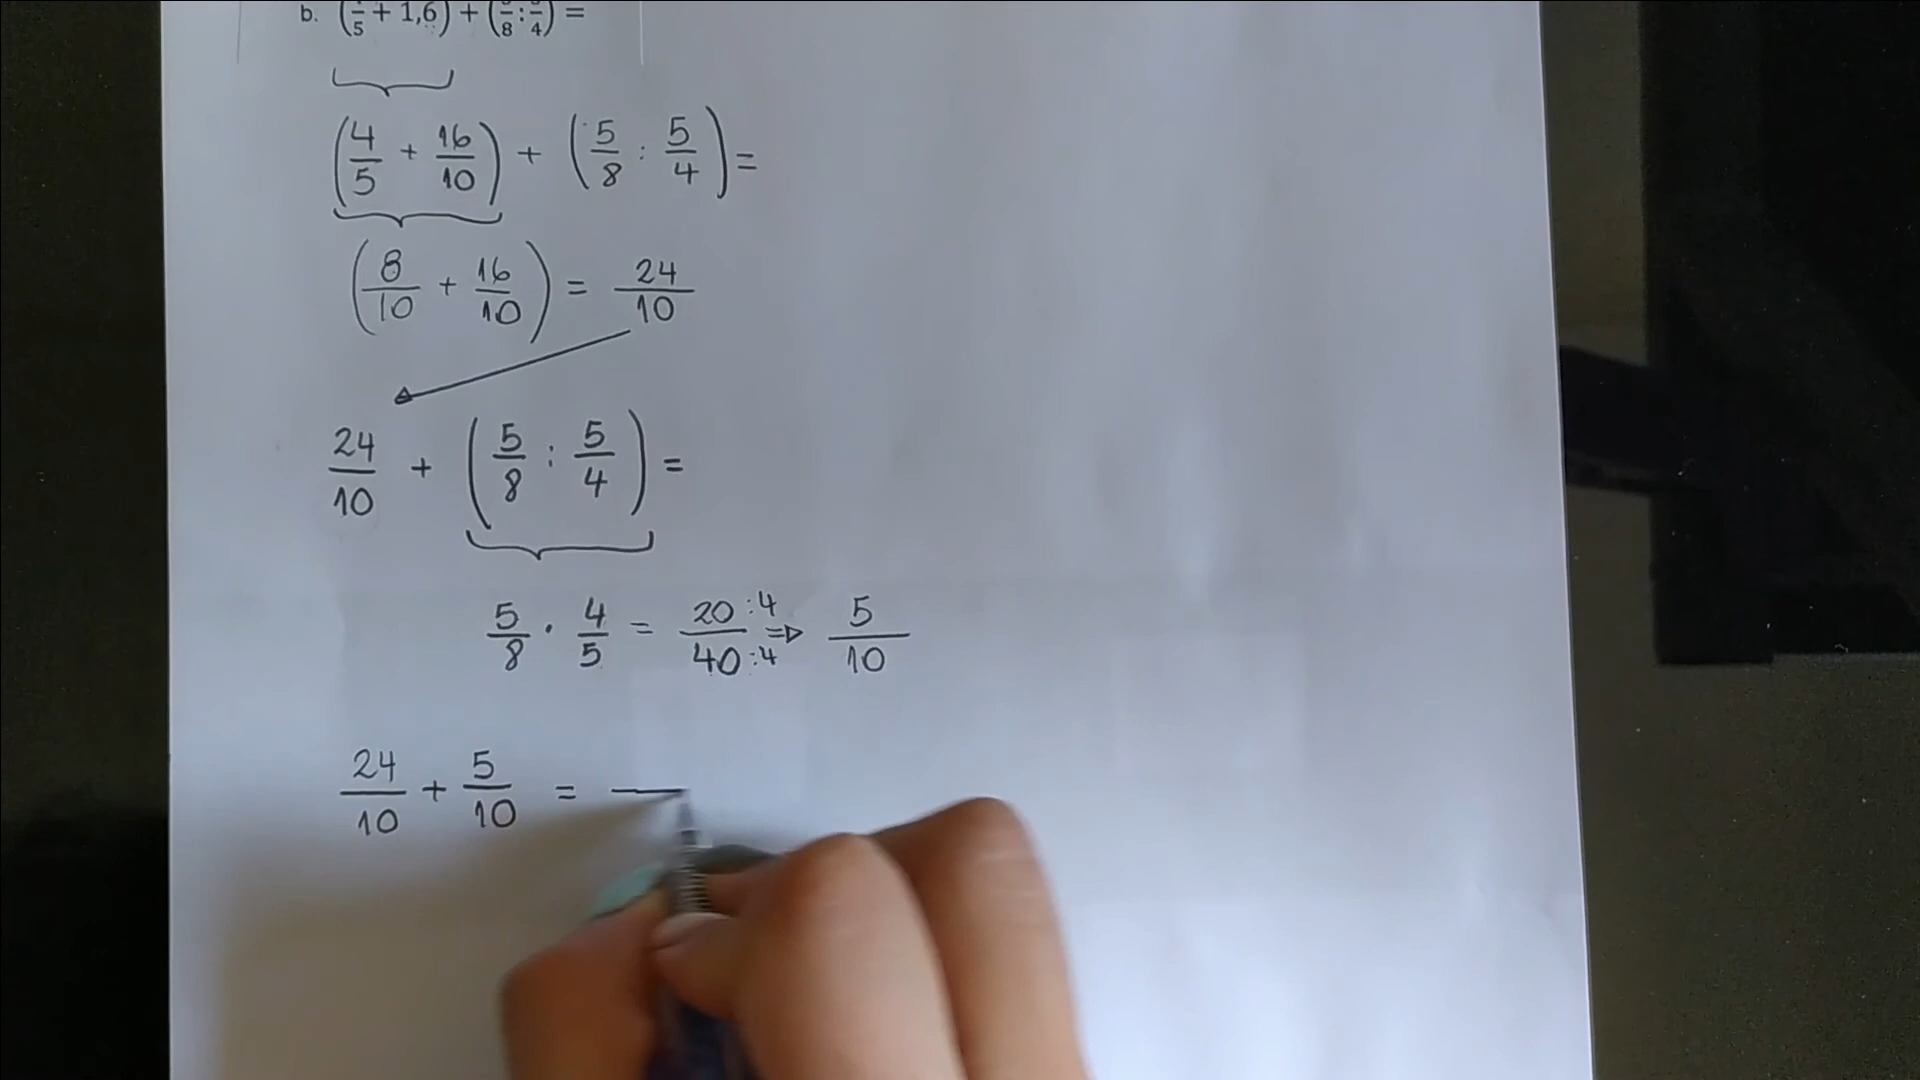 b. (4/5 + 1,6) + (5/8 : 5/4) =
(4/5 + 16/10) + (5/8 : 5/4) =
(8/10 + 16/10) = 24/10
24/10 + (5/8 : 5/4) =
5/8 · 4/5 = 20:4/40:4 ⇒ 5/10
24/10 + 5/10 =